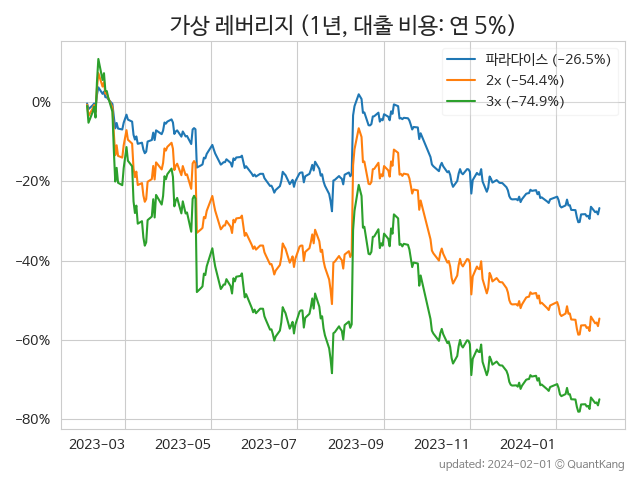 가상 레버리지 (1년, 대출 비용: 연 5%)
파라다이스 (−26.5%)
2x (−54.4%)
3x (−74.9%)
0%
−20%
−40%
−60%
−80%
2023-03 2023-05 2023-07 2023-09 2023-11 2024-01
updated: 2024-02-01 © QuantKang